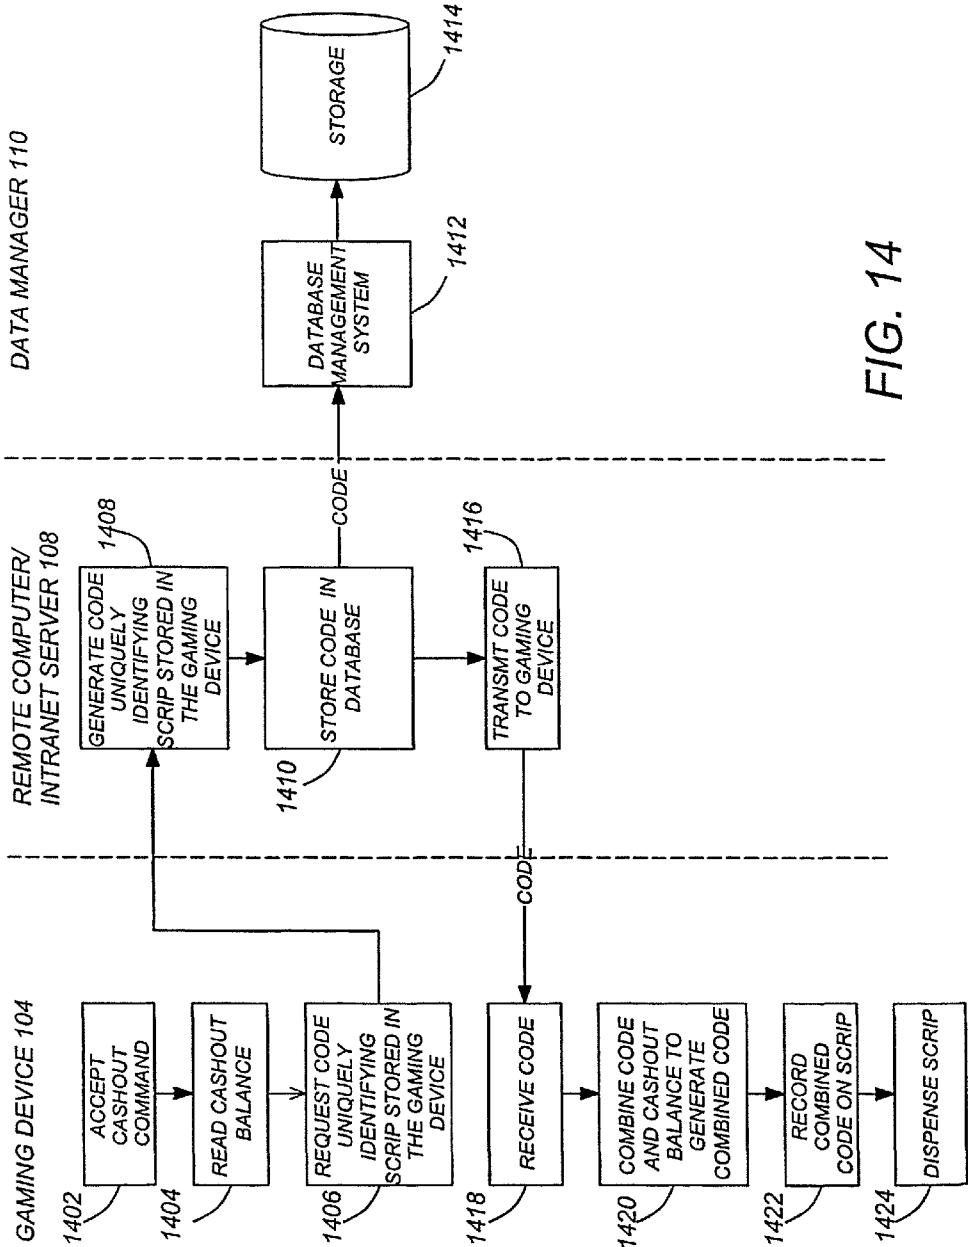 GAMING DEVICE 104
ACCEPT
CASHOUT
COMMAND
1402
READ CASHOUT
BALANCE
1404
REQUEST CODE
UNIQUELY
IDENTIFYING
SCRIP STORED IN
THE GAMING
DEVICE
1406
RECEIVE CODE
1418
COMBINE CODE
AND CASHOUT
BALANCE TO
GENERATE
COMBINED CODE
1420
RECORD
COMBINED
CODE ON SCRIP
1422
DISPENSE SCRIP
1424
REMOTE COMPUTER/
INTRANET SERVER 108
1408
GENERATE CODE
UNIQUELY
IDENTIFYING
SCRIP STORED IN
THE GAMING
DEVICE
STORE CODE IN
DATABASE
1410
CODE
1416
TRANSMT CODE
TO GAMING
DEVICE
CODE
DATA MANAGER 110
DATABASE
MANAGEMENT
SYSTEM
1412
STORAGE
1414
FIG. 14